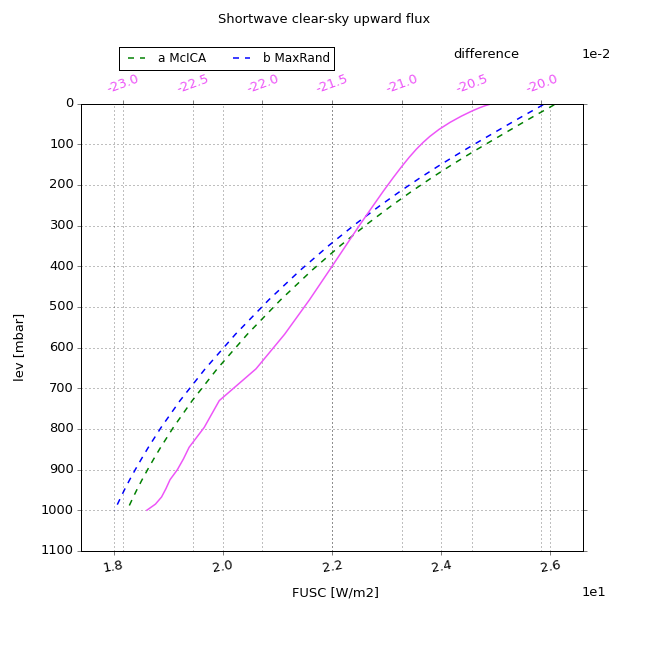 Shortwave clear-sky upward flux
a McICA b MaxRand
difference 1e-2
-23.0 -22.5 -22.0 -21.5 -21.0 -20.5 -20.0
0
100
200
300
400
500
600
700
800
900
1000
1100
lev [mbar]
1.8 2.0 2.2 2.4 2.6
FUSC [W/m2] 1e1